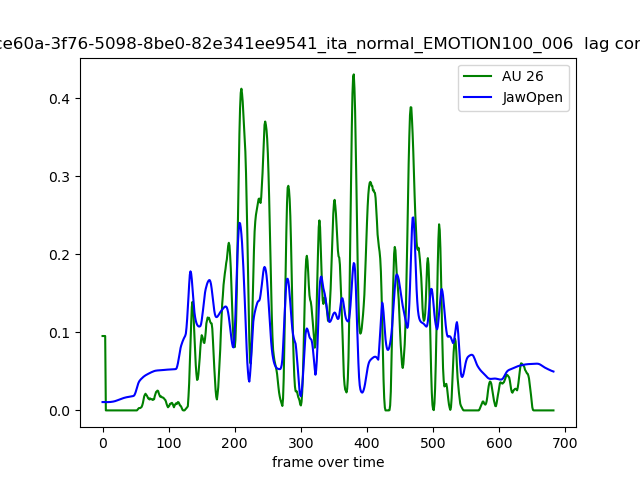 ce60a-3f76-5098-8be0-82e341ee9541_ita_normal_EMOTION100_006 lag cor
AU 26
JawOpen
0.4
0.3
0.2
0.1
0.0
0 100 200 300 400 500 600 700
frame over time